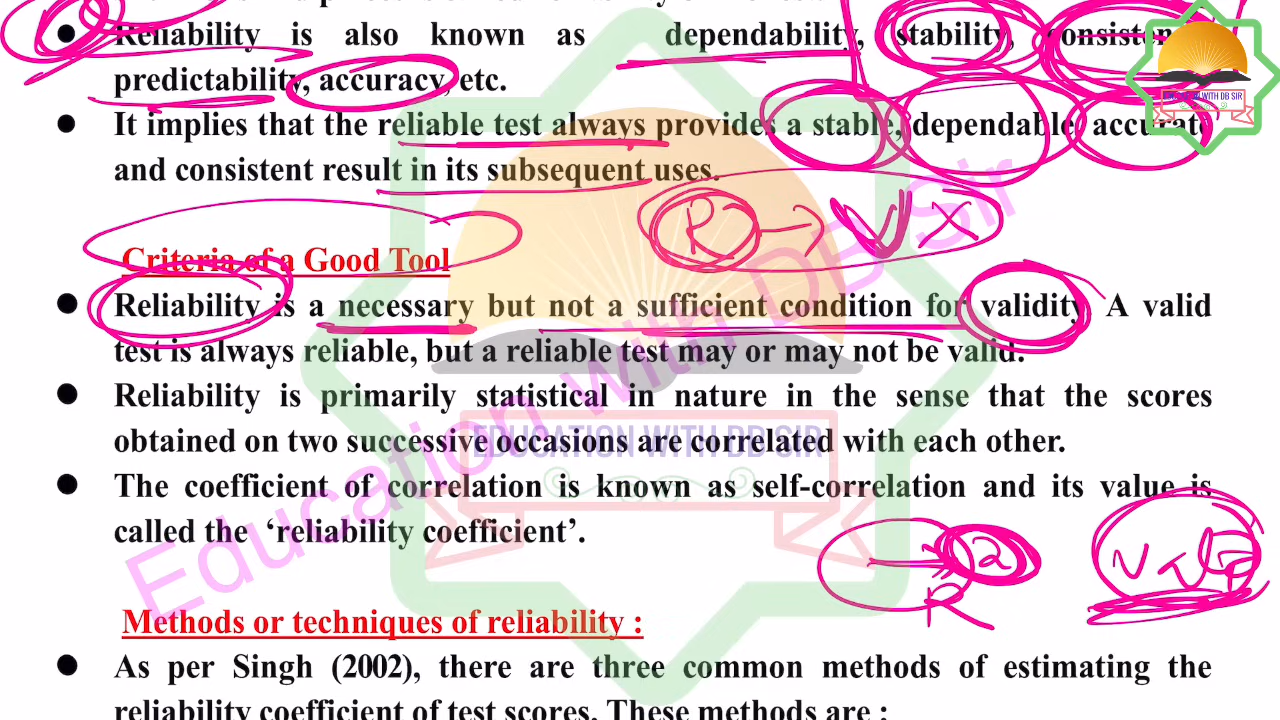 Reliability is also known as dependability, stability, consistency,
predictability, accuracy, etc.
It implies that the reliable test always provides a stable, dependable, accurate
and consistent result in its subsequent uses.
R → V X
Criteria of a Good Tool
Reliability is a necessary but not a sufficient condition for validity. A valid
test is always reliable, but a reliable test may or may not be valid.
Reliability is primarily statistical in nature in the sense that the scores
obtained on two successive occasions are correlated with each other.
The coefficient of correlation is known as self-correlation and its value is
called the ‘reliability coefficient’.
2
R
Methods or techniques of reliability :
As per Singh (2002), there are three common methods of estimating the
reliability coefficient of test scores. These methods are :
Education with DB Sir
EDUCATION WITH DB SIR
EDUCATION WITH DB SIR